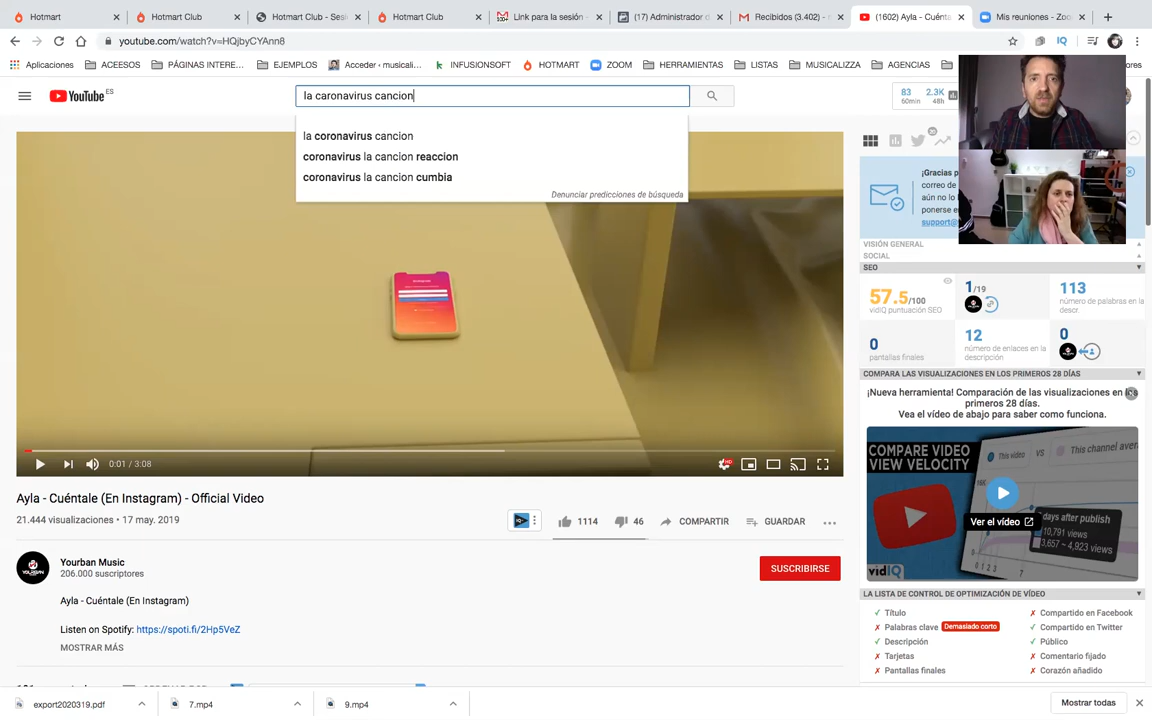 Hotmart
Hotmart Club
Hotmart Club - Sesi
Hotmart Club
Link para la sesión
(17) Administrador d
Recibidos (3.402) - s
(1602) Ayla - Cuénta
Mis reuniones - Zoo
youtube.com/watch?v=HQjbyCYAnn8
IQ
Aplicaciones
ACEESOS
PÁGINAS INTERE...
EJEMPLOS
Acceder - musicali...
INFUSIONSOFT
HOTMART
ZOOM
HERRAMIENTAS
LISTAS
MUSICALIZZA
AGENCIAS
ores
YouTube ES
la caronavirus cancion
83
60min
2.3K
48h
la coronavirus cancion
coronavirus la cancion reaccion
coronavirus la cancion cumbia
Denunciar predicciones de búsqueda
¡Gracias p
correo de
aún no lo
ponerse e
support@
VISIÓN GENERAL
SOCIAL
SEO
57.5/100
vidIQ puntuación SEO
1/19
113
número de palabras en la
descr.
0
pantallas finales
12
número de enlaces en la
descripción
0
COMPARA LAS VISUALIZACIONES EN LOS PRIMEROS 28 DÍAS
¡Nueva herramienta! Comparación de las visualizaciones en los
primeros 28 días.
Vea el vídeo de abajo para saber como funciona.
COMPARE VIDEO
VIEW VELOCITY
This video
VS
This channel aver
Ver el vídeo
days after publish
10,791 views
3,657 ~ 4,923 views
vidIQ
LA LISTA DE CONTROL DE OPTIMIZACIÓN DE VÍDEO
Título
Palabras clave Demasiado corto
Descripción
Tarjetas
Pantallas finales
Compartido en Facebook
Compartido en Twitter
Público
Comentario fijado
Corazón añadido
0:01 / 3:08
HD
Ayla - Cuéntale (En Instagram) - Official Video
21.444 visualizaciones • 17 may. 2019
1114
46
COMPARTIR
GUARDAR
Yourban Music
206.000 suscriptores
SUSCRIBIRSE
Ayla - Cuéntale (En Instagram)
Listen on Spotify: https://spoti.fi/2Hp5VeZ
MOSTRAR MÁS
export2020319.pdf
7.mp4
9.mp4
Mostrar todas